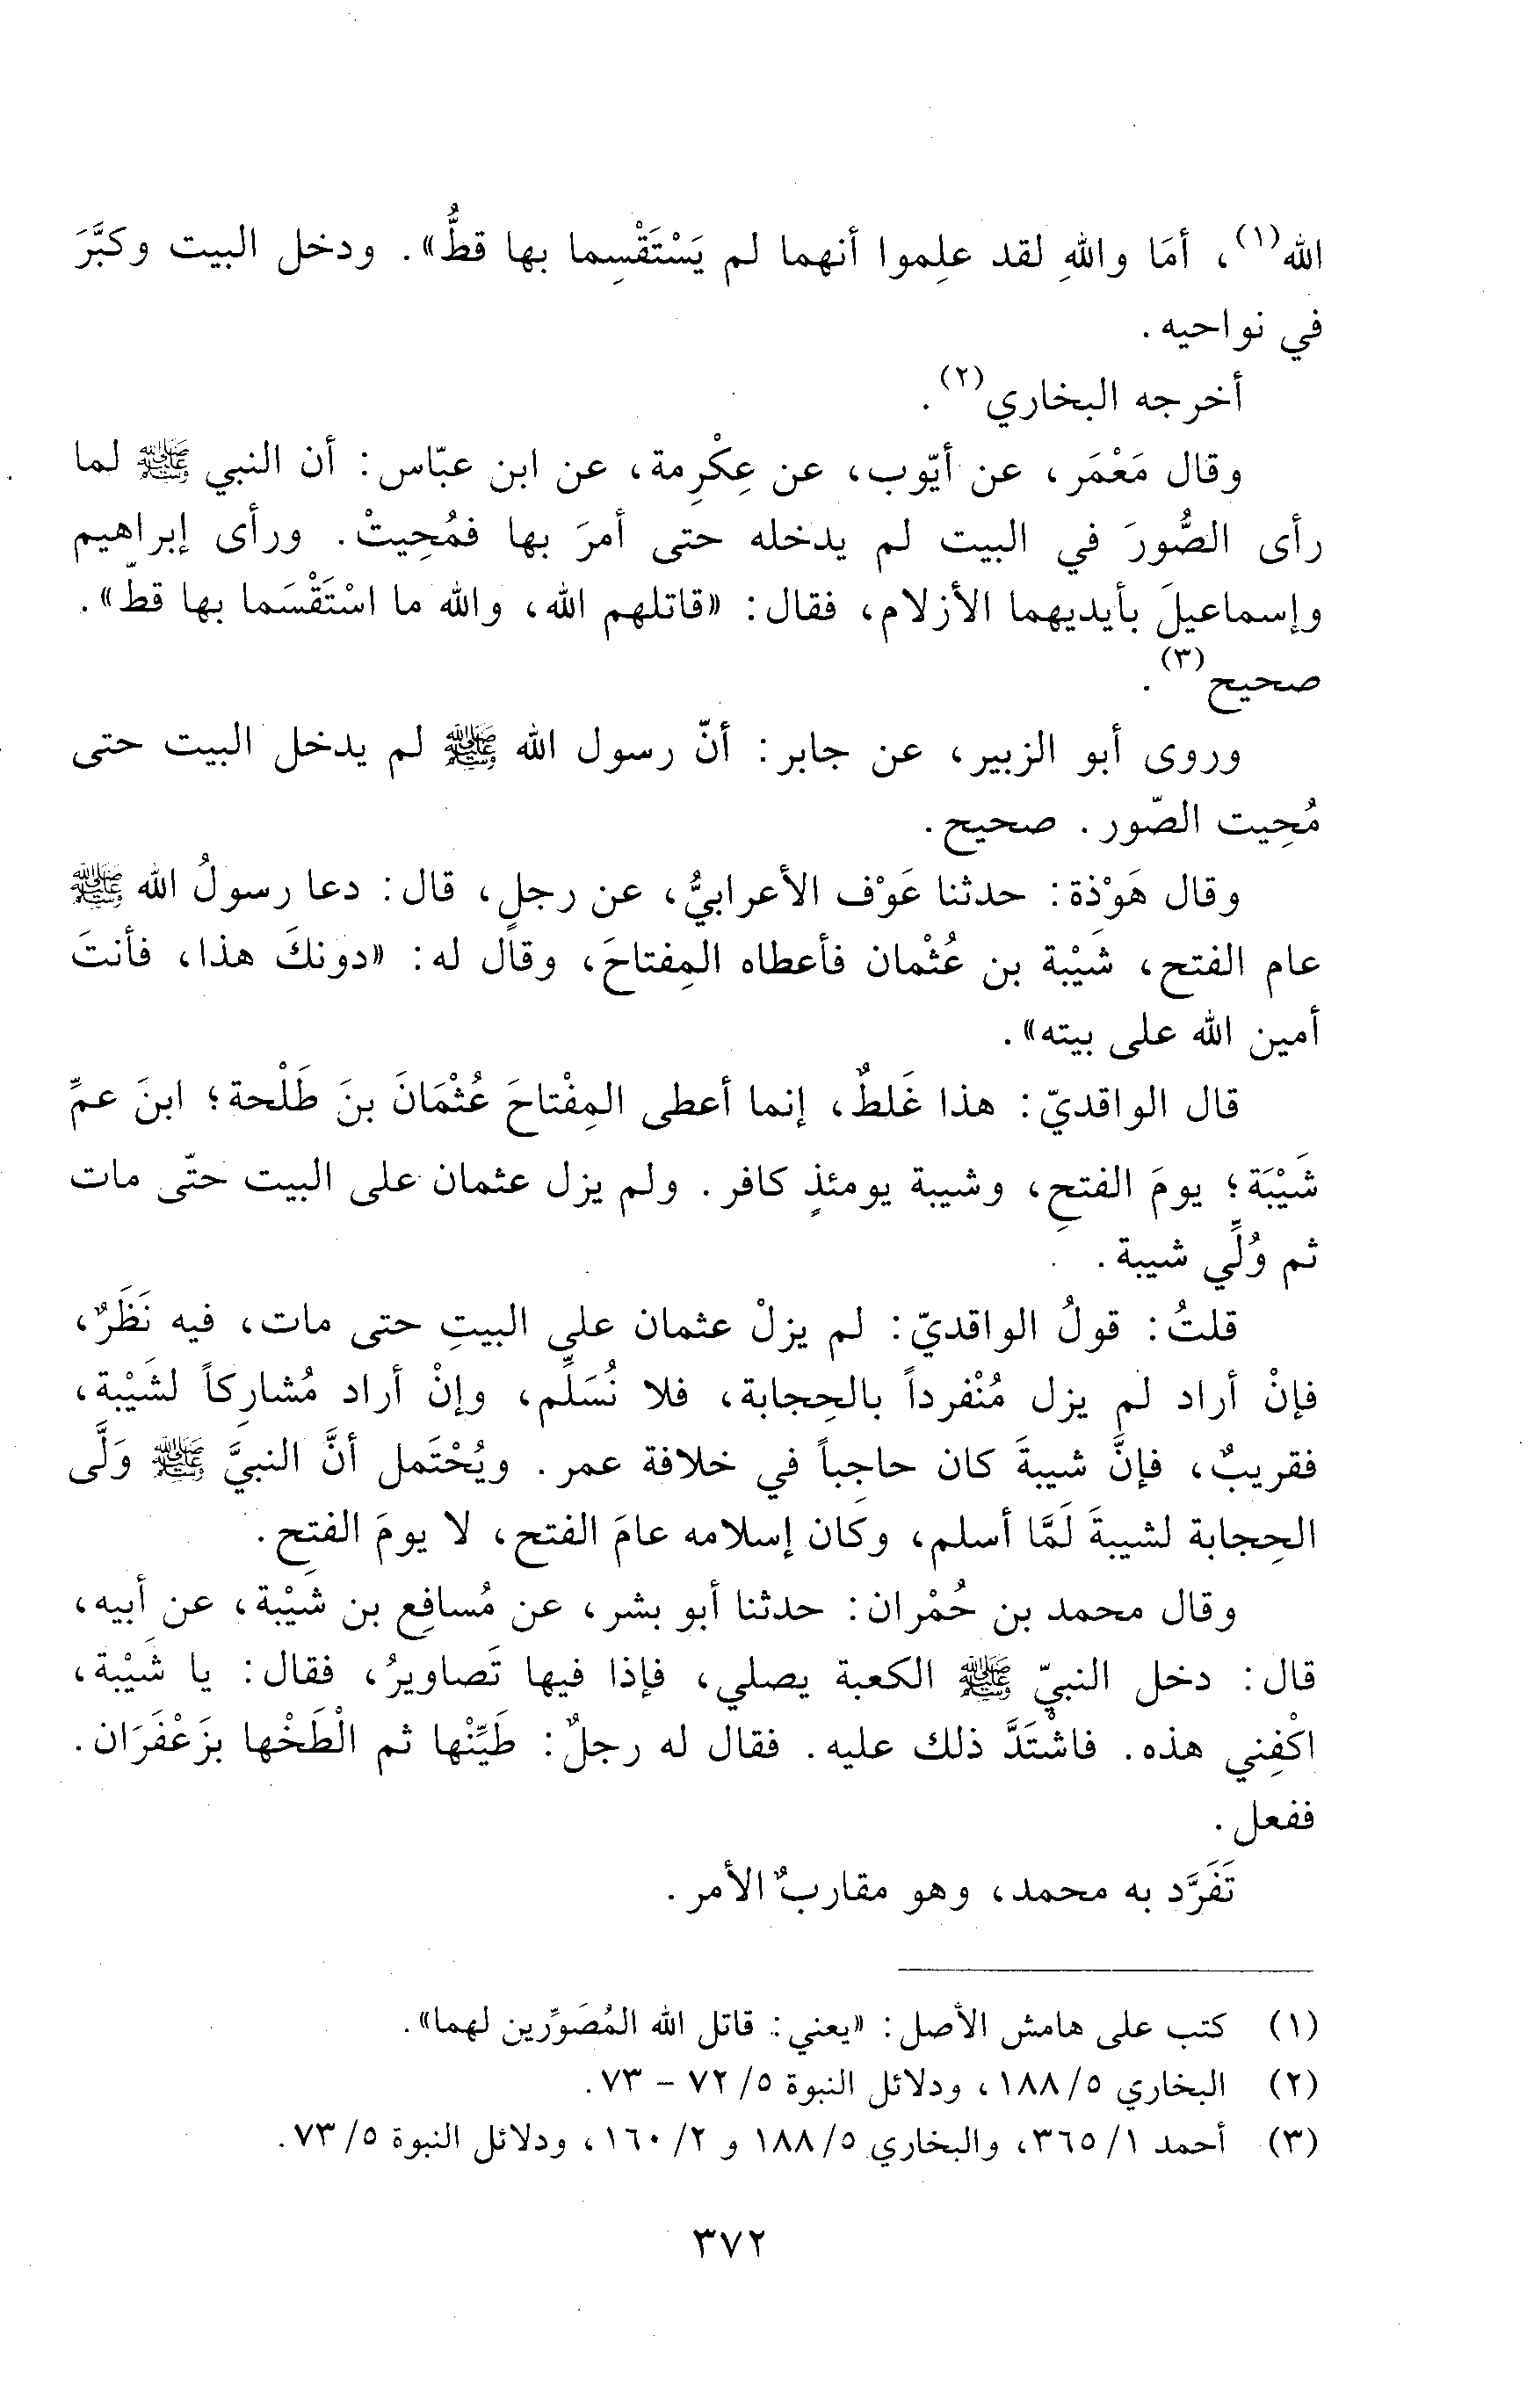 الله(١)، أمَا واللهِ لقد علِموا أنهما لم يَسْتَقْسِما بها قطُّ». ودخل البيت وكبَّرَ
في نواحيه.
أخرجه البخاري(٢).
وقال مَعْمَر، عن أيّوب، عن عِكْرِمة، عن ابن عبّاس: أن النبي ﷺ لما
رأى الصُّورَ في البيت لم يدخله حتى أمرَ بها فمُحِيتْ. ورأى إبراهيم
وإسماعيلَ بأيديهما الأزلام، فقال: «قاتلهم الله، والله ما اسْتَقْسَما بها قطّ».
صحيح(٣).
وروى أبو الزبير، عن جابر: أنّ رسول الله ﷺ لم يدخل البيت حتى
مُحِيت الصّور. صحيح.
وقال هَوْذة: حدثنا عَوْف الأعرابيُّ، عن رجلٍ، قال: دعا رسولُ الله ﷺ
عام الفتح، شَيْبة بن عُثْمان فأعطاه المِفتاحَ، وقال له: «دونكَ هذا، فأنتَ
أمين الله على بيته».
قال الواقديّ: هذا غَلطٌ، إنما أعطى المِفْتاحَ عُثْمَانَ بنَ طَلْحة؛ ابنَ عمِّ
شَيْبَة؛ يومَ الفتحِ، وشيبة يومئذٍ كافر. ولم يزل عثمان على البيت حتّى مات
ثم وُلِّي شيبة.
قلتُ: قولُ الواقديّ: لم يزلْ عثمان على البيتِ حتى مات، فيه نَظَرٌ،
فإنْ أراد لم يزل مُنْفرداً بالحِجابة، فلا نُسَلِّم، وإنْ أراد مُشارِكاً لشَيْبة،
فقريبٌ، فإنَّ شيبةَ كان حاجِباً في خلافة عمر. ويُحْتَمل أنَّ النبيَّ ﷺ وَلَّى
الحِجابة لشيبةَ لَمَّا أسلم، وكان إسلامه عامَ الفتح، لا يومَ الفتحِ.
وقال محمد بن حُمْران: حدثنا أبو بشر، عن مُسافِع بن شَيْبة، عن أبيه،
قال: دخل النبيّ ﷺ الكعبة يصلي، فإذا فيها تَصاويرُ، فقال: يا شَيْبة،
اكْفِني هذه. فاشْتَدَّ ذلك عليه. فقال له رجلٌ: طَيِّنْها ثم الْطَخْها بزَعْفَرَان.
ففعل.
تَفَرَّد به محمد، وهو مقاربٌ الأمر.
(١) كتب على هامش الأصل: «يعني: قاتل الله المُصَوِّرين لهما».
(٢) البخاري ٥/ ١٨٨، ودلائل النبوة ٥/ ٧٢ - ٧٣.
(٣) أحمد ١/ ٣٦٥، والبخاري ٥/ ١٨٨ و ٢/ ١٦٠، ودلائل النبوة ٥/ ٧٣.
٣٧٢